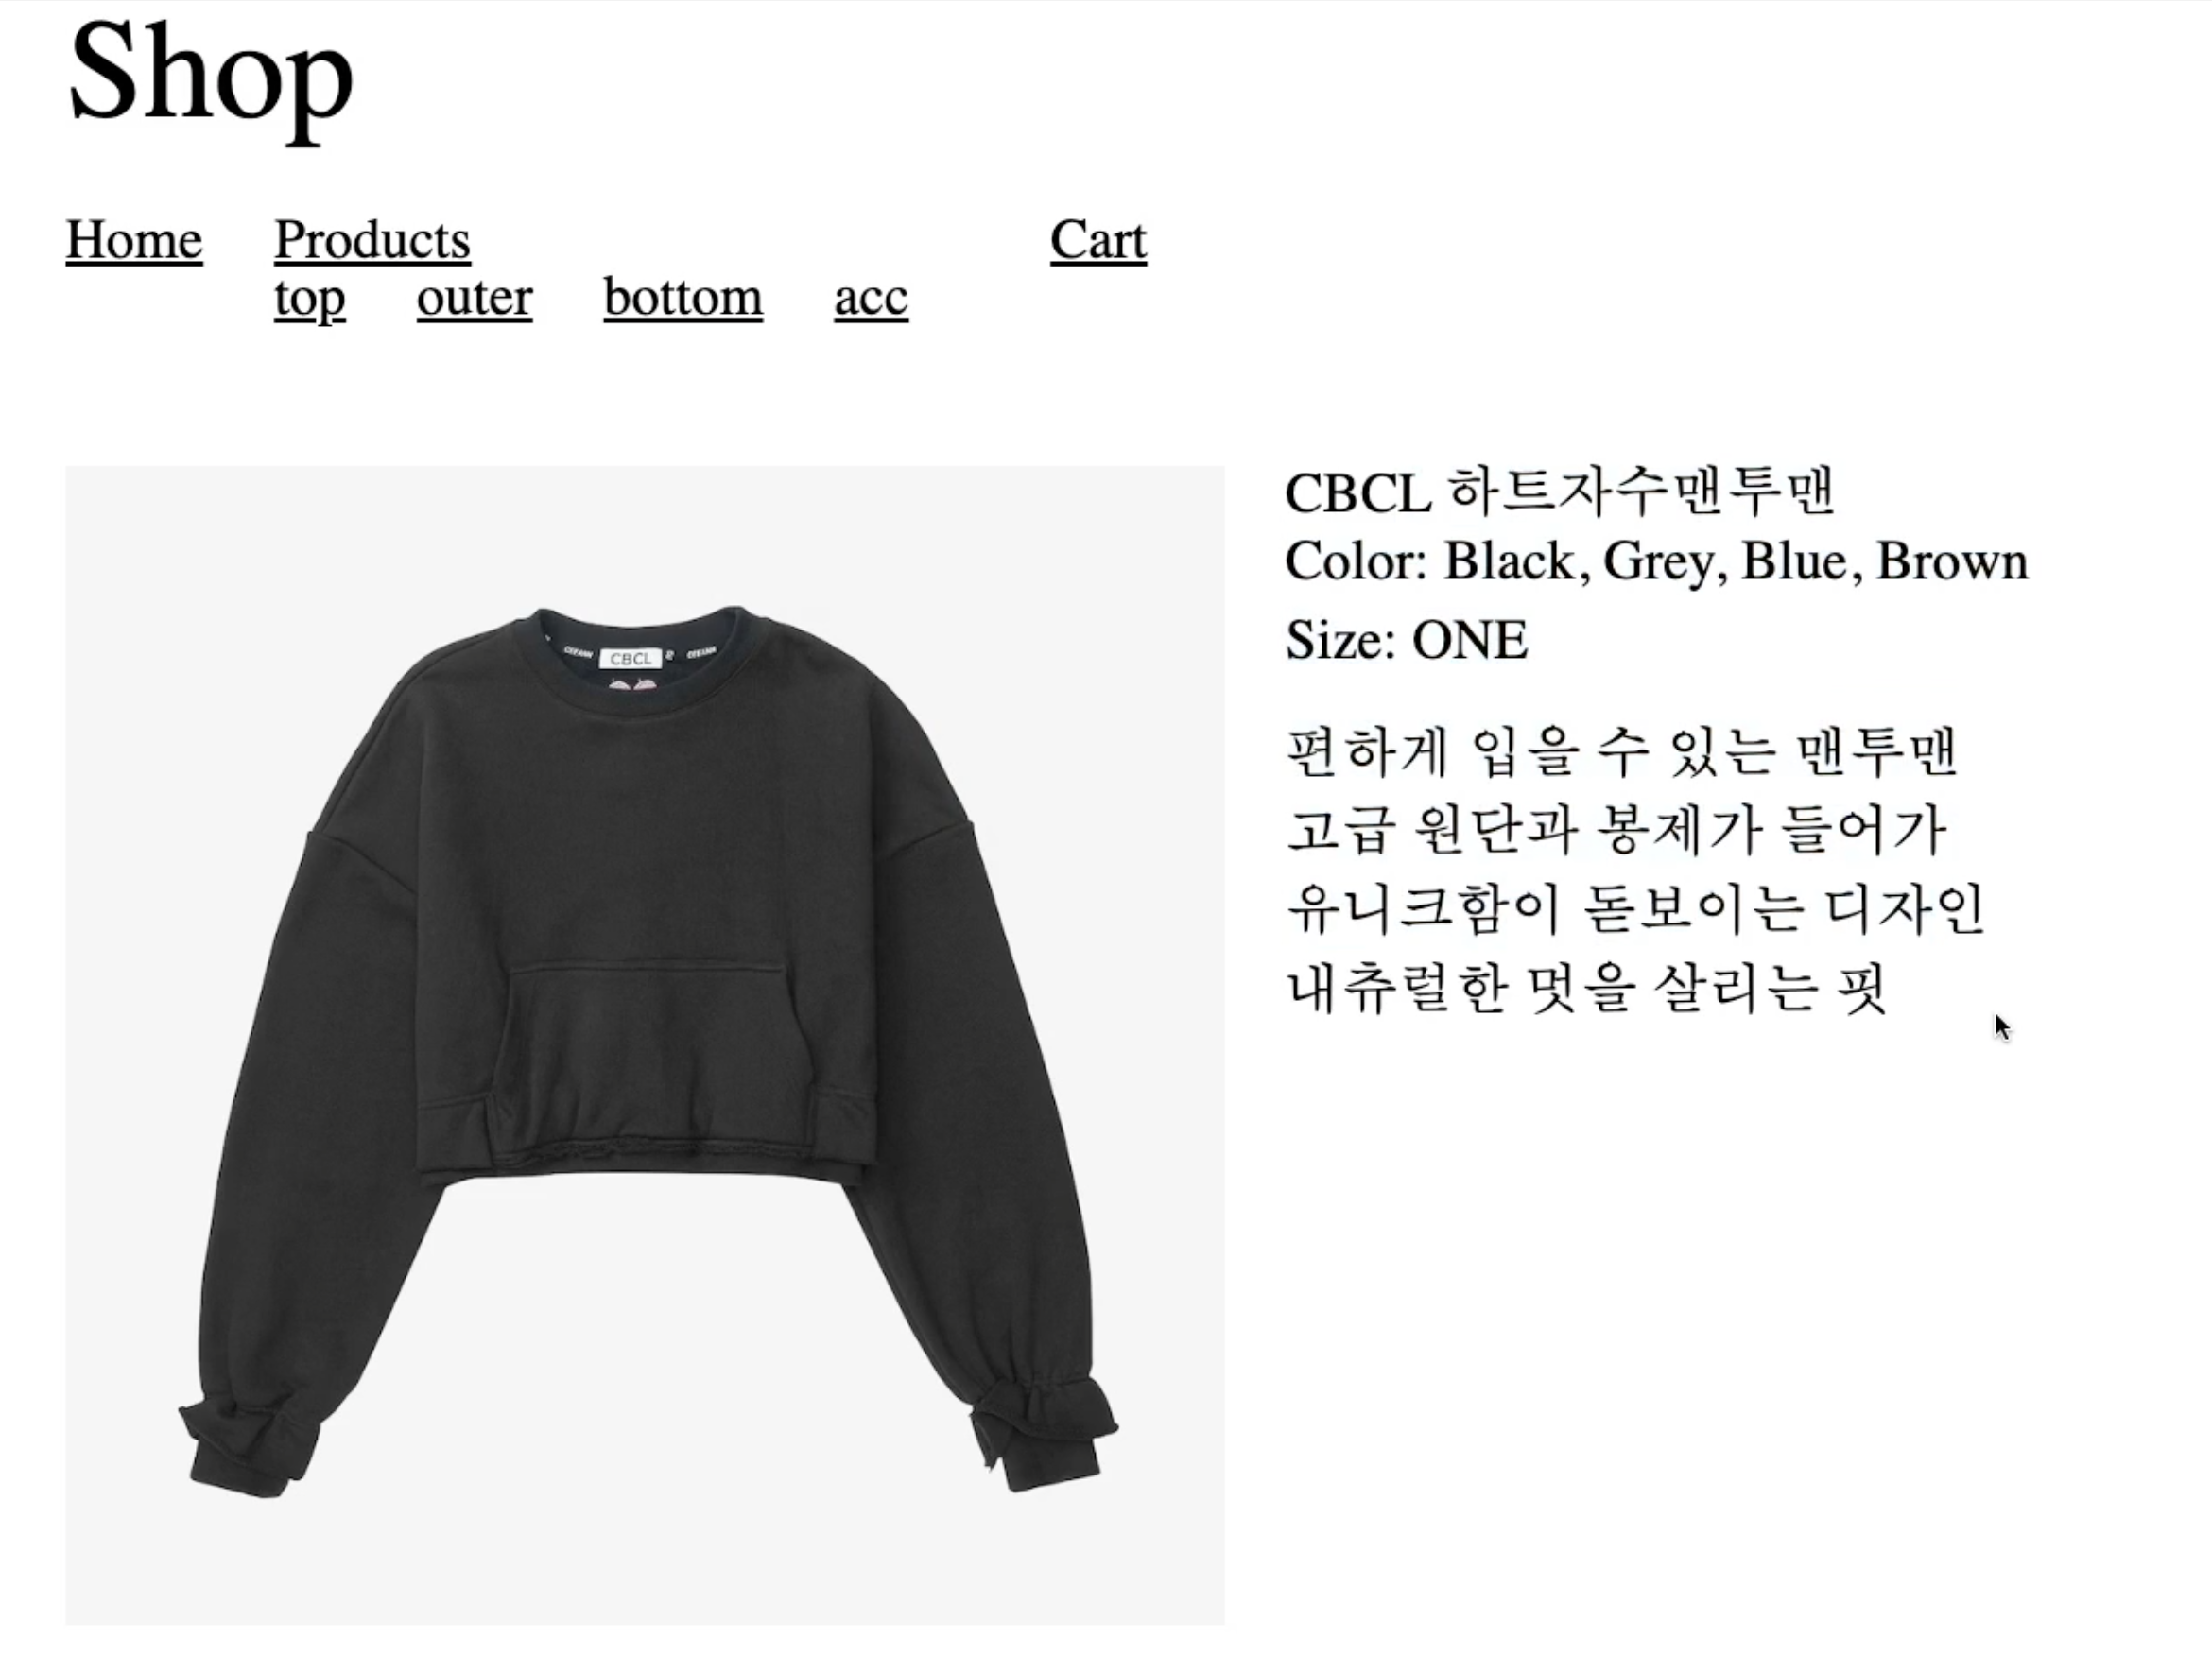 Shop
Home Products Cart
top outer bottom acc
CBCL 하트자수맨투맨
Color: Black, Grey, Blue, Brown
Size: ONE
편하게 입을 수 있는 맨투맨
고급 원단과 봉제가 들어가
유니크함이 돋보이는 디자인
내츄럴한 멋을 살리는 핏
CBCL